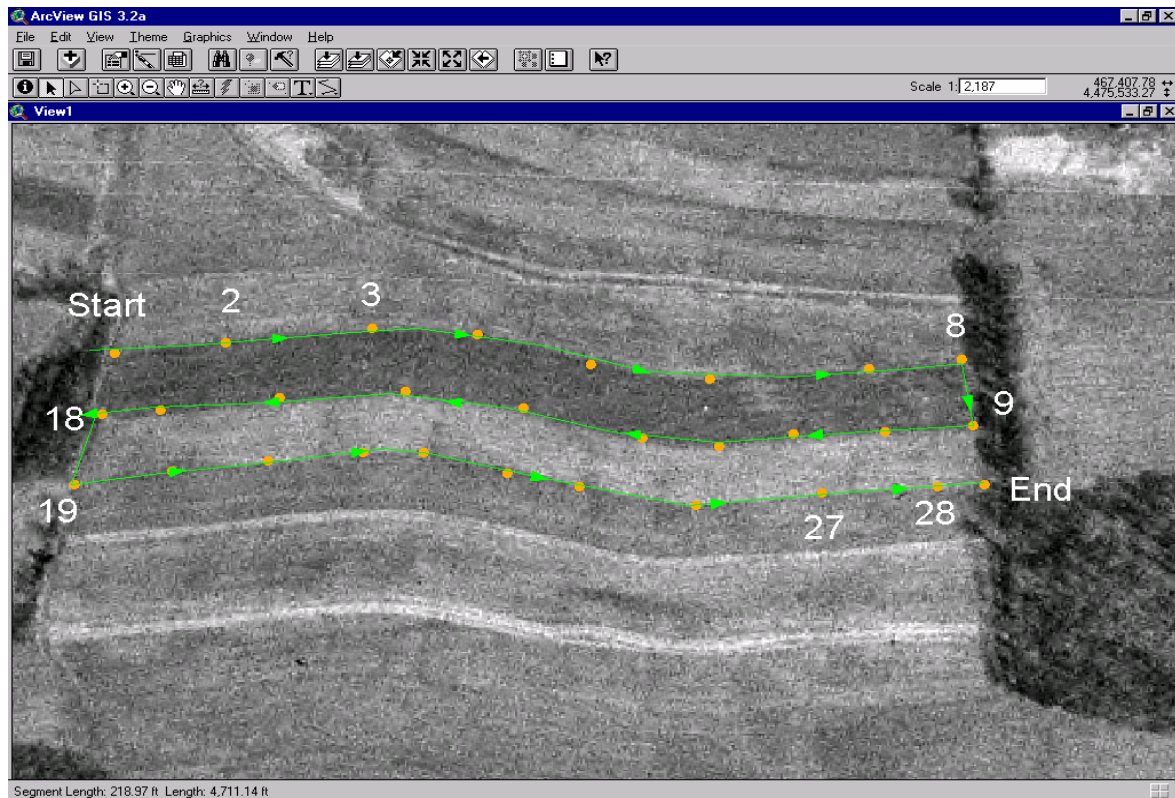 ArcView GIS 3.2a
File Edit View Theme Graphics Window Help
Scale 1: 2,187
467,407.78
4,475,533.27
View1
Start
2
3
8
9
18
19
End
27
28
Segment Length: 218.97 ft Length: 4,711.14 ft